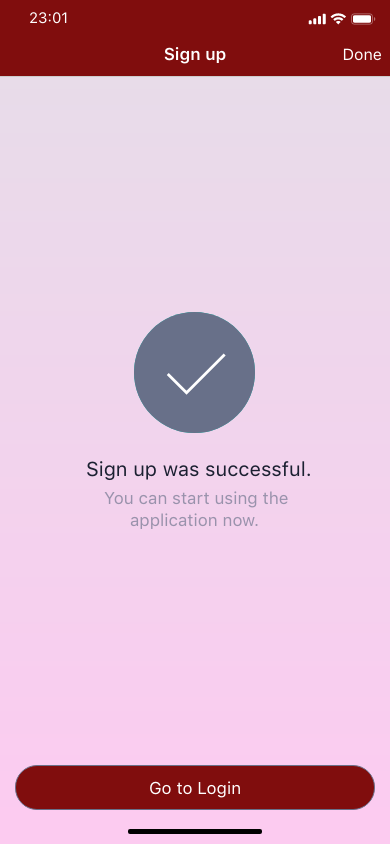 23:01
Sign up
Done
Sign up was successful.
You can start using the
application now.
Go to Login